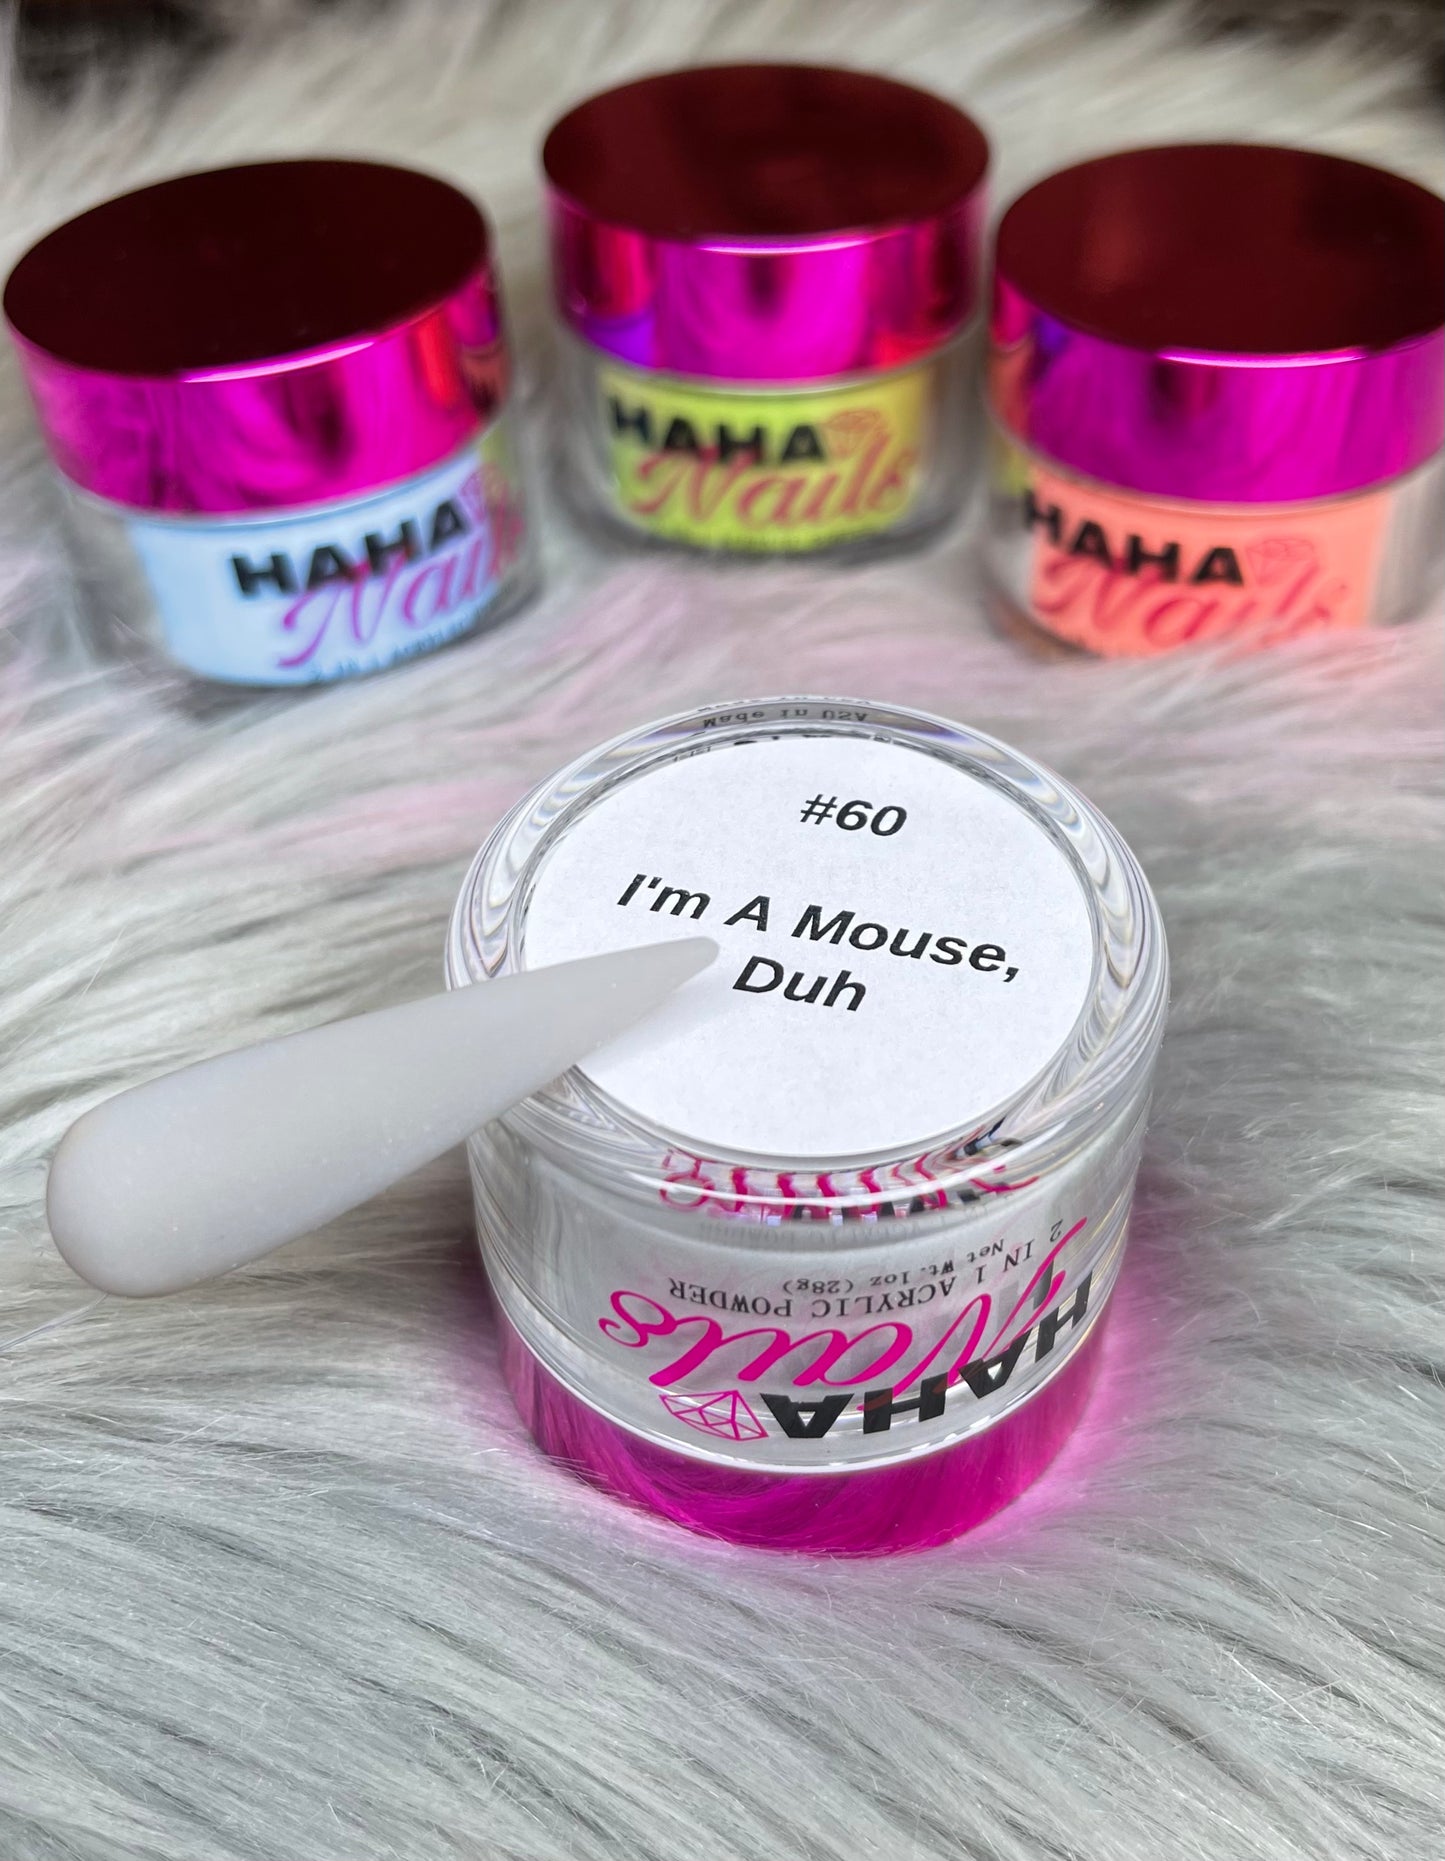 HAHA
Nails
HAHA
Nails
HAHA
Nails
Made in USA
#60
I'm A Mouse,
Duh
HAHA
Nails
2 IN 1 ACRYLIC POWDER
Net Wt. 1oz (28g)